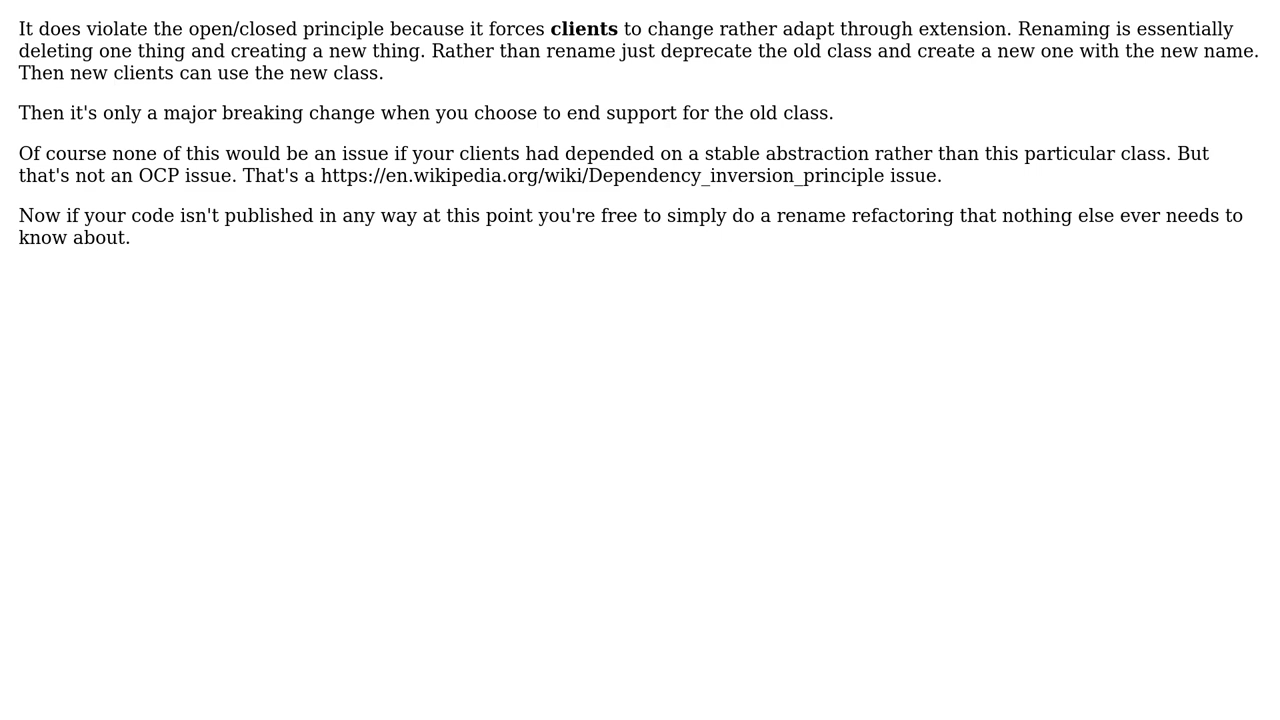 It does violate the open/closed principle because it forces clients to change rather adapt through extension. Renaming is essentially
deleting one thing and creating a new thing. Rather than rename just deprecate the old class and create a new one with the new name.
Then new clients can use the new class.
Then it's only a major breaking change when you choose to end support for the old class.
Of course none of this would be an issue if your clients had depended on a stable abstraction rather than this particular class. But
that's not an OCP issue. That's a https://en.wikipedia.org/wiki/Dependency_inversion_principle issue.
Now if your code isn't published in any way at this point you're free to simply do a rename refactoring that nothing else ever needs to
know about.